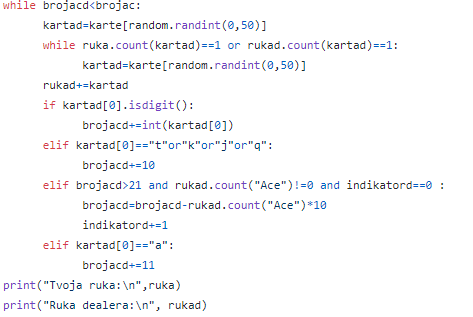 while brojacd<brojac:
kartad=karte[random.randint(0,50)]
while ruka.count(kartad)==1 or rukad.count(kartad)==1:
kartad=karte[random.randint(0,50)]
rukad+=kartad
if kartad[0].isdigit():
brojacd+=int(kartad[0])
elif kartad[0]=="t"or"k"or"j"or"q":
brojacd+=10
elif brojacd>21 and rukad.count("Ace")!=0 and indikatord==0 :
brojacd=brojacd-rukad.count("Ace")*10
indikatord+=1
elif kartad[0]=="a":
brojacd+=11
print("Tvoja ruka:\n",ruka)
print("Ruka dealera:\n", rukad)